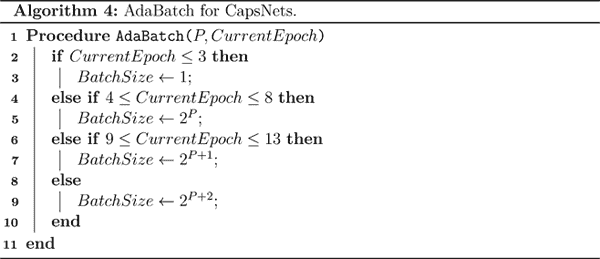 Algorithm 4: AdaBatch for CapsNets.
1 Procedure AdaBatch(P, CurrentEpoch)
2 if CurrentEpoch ≤ 3 then
3 BatchSize ← 1;
4 else if 4 ≤ CurrentEpoch ≤ 8 then
5 BatchSize ← 2^P;
6 else if 9 ≤ CurrentEpoch ≤ 13 then
7 BatchSize ← 2^{P+1};
8 else
9 BatchSize ← 2^{P+2};
10 end
11 end